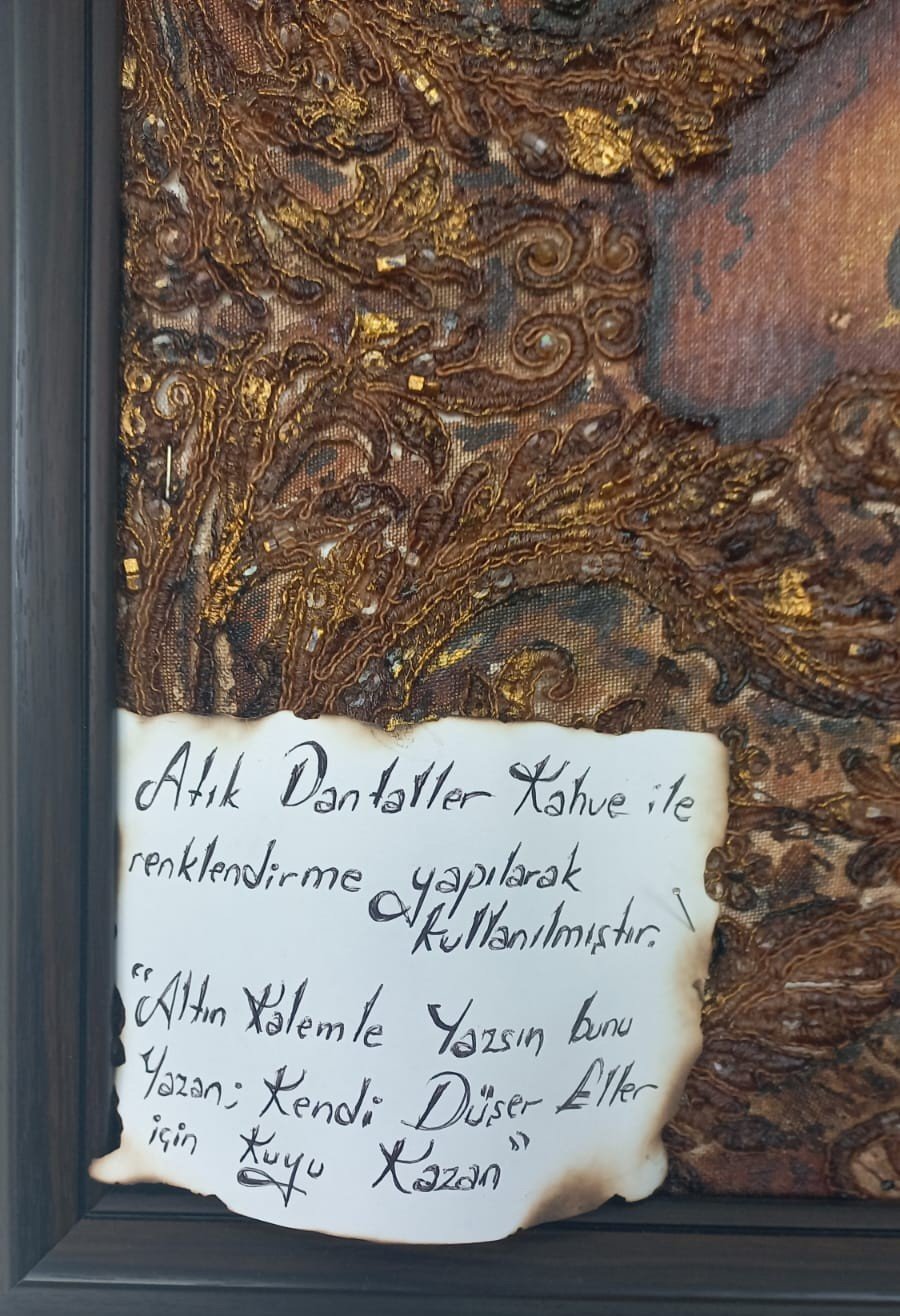 Atık Dantaller Kahve ile
renklendirme yapılarak
kullanılmıştır.
"Altın Kalemle Yazsın bunu
Yazan; Kendi Düşer Eller
için Kuyu Kazan"